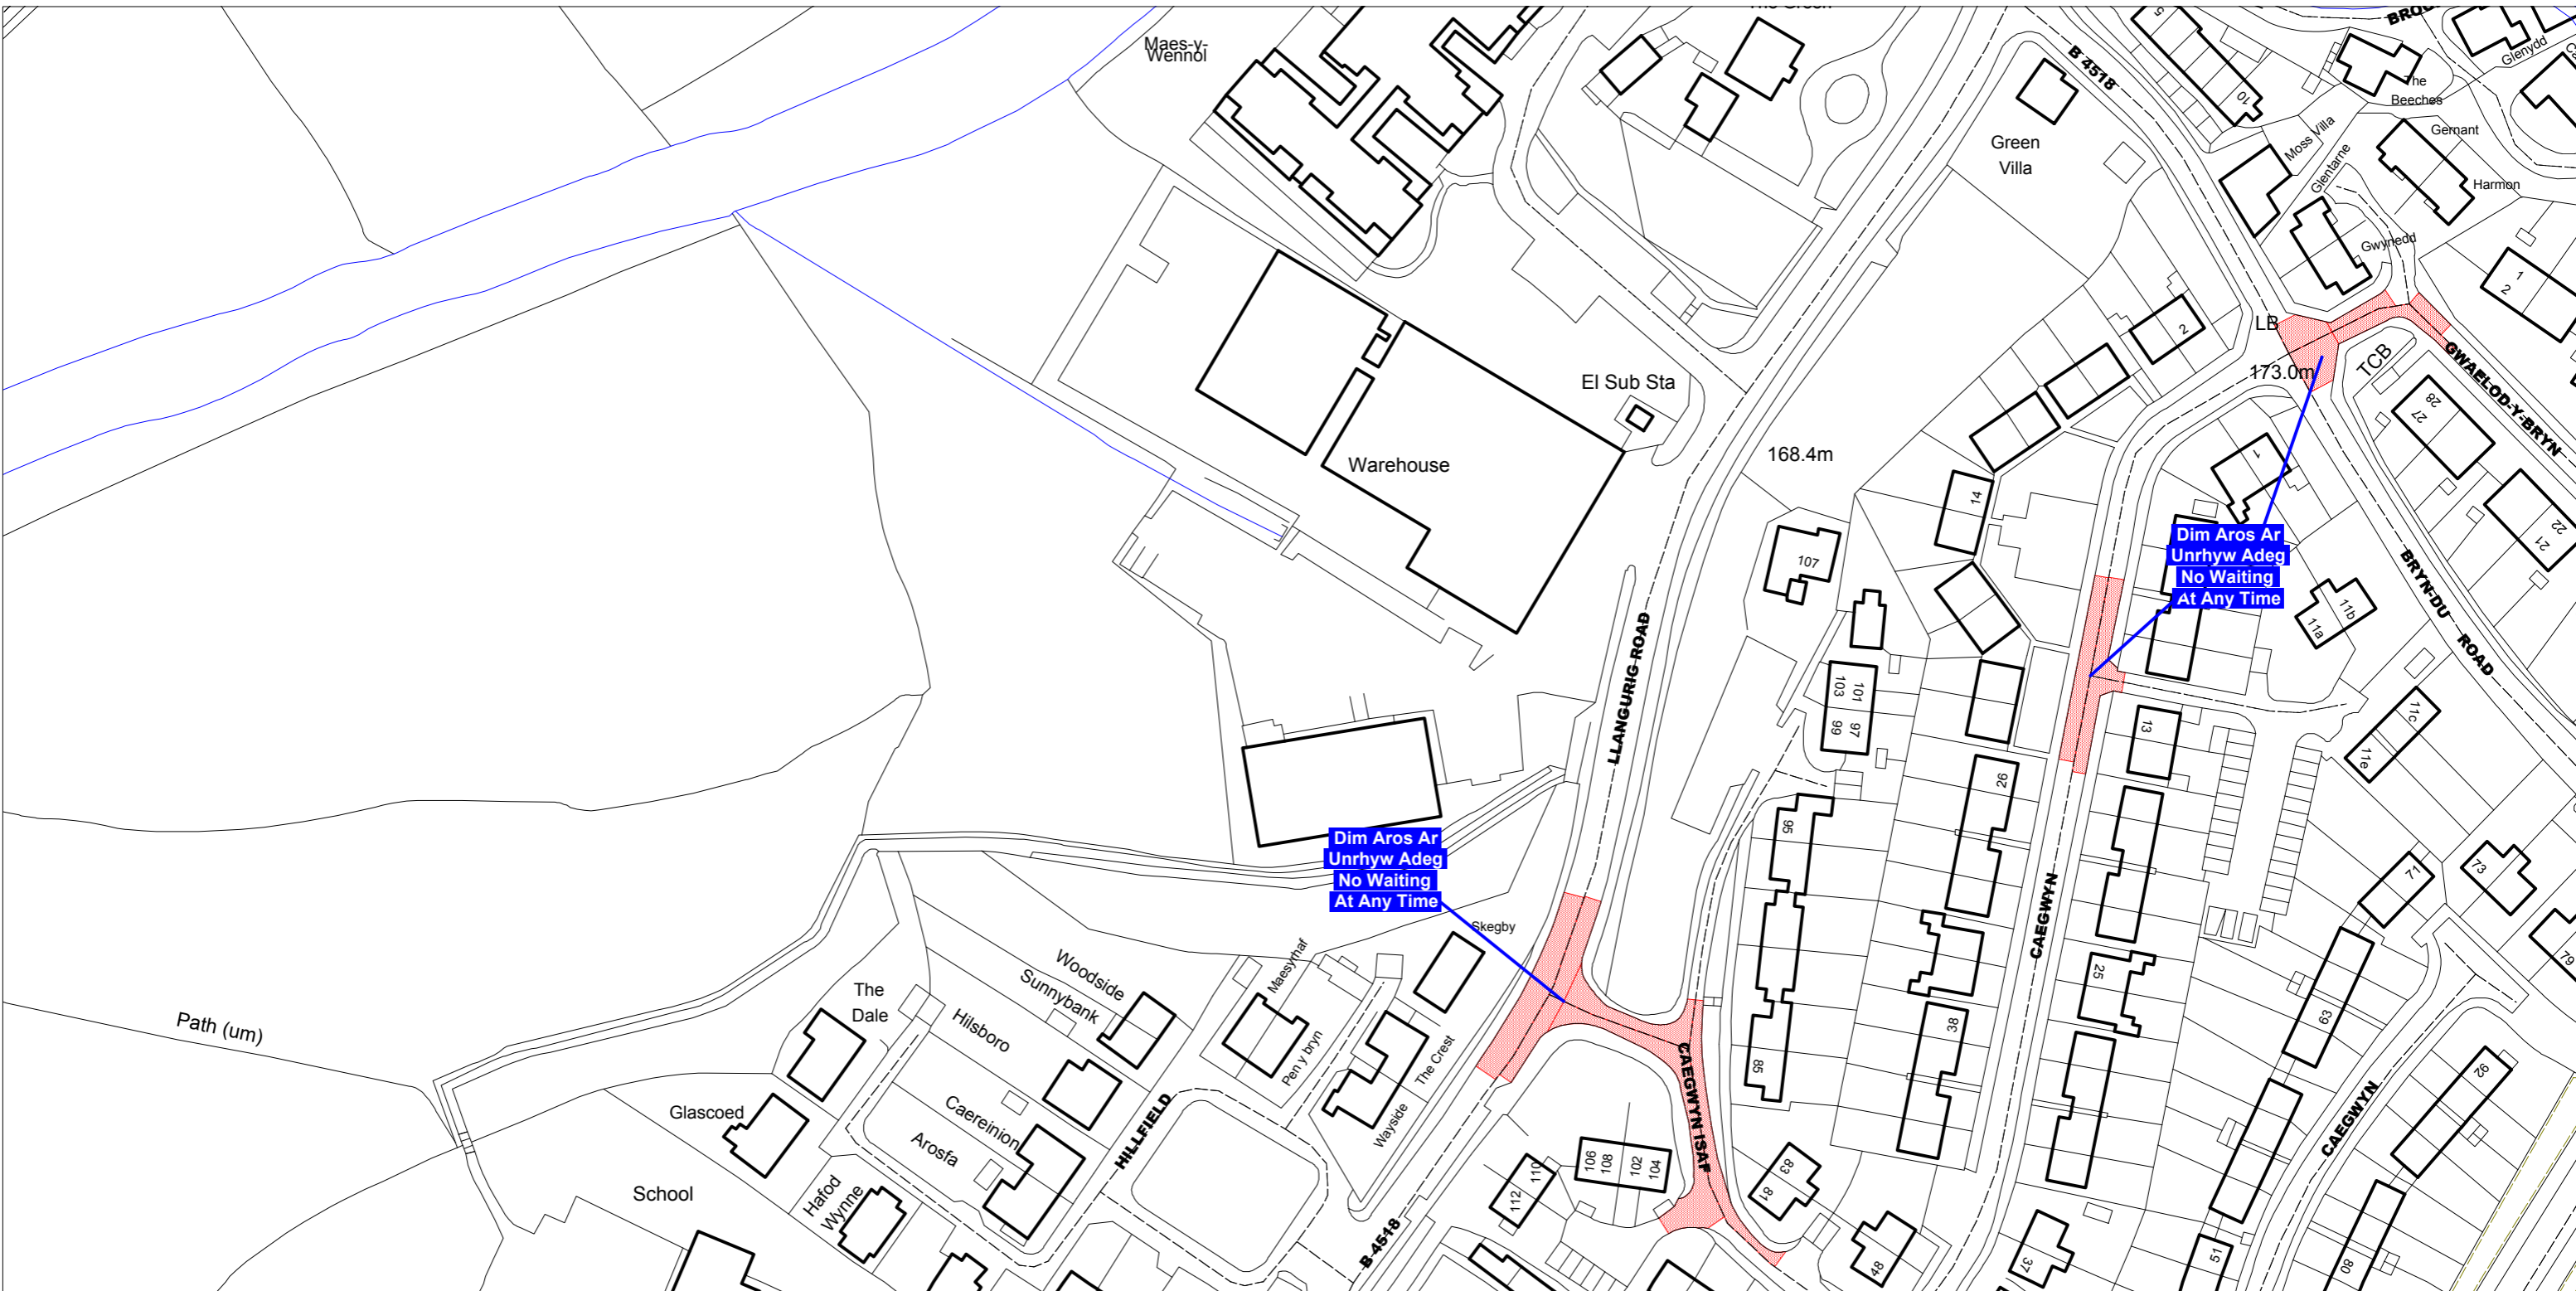 The Green
Maes-y-
Wennol
B 4518
5
10
Glenydd
The
Beeches
Gernant
Moss Villa
Glentarne
Harmon
Gwynedd
Green
Villa
1
2
2
LB
173.0m
TCB
GWAELOD-Y-BRYN
28
27
22
21
El Sub Sta
Warehouse
168.4m
1
14
107
Dim Aros Ar
Unrhyw Adeg
No Waiting
At Any Time
11b
11a
BRYN-DU ROAD
LLANGURIG ROAD
103
101
99
97
13
11c
11e
26
95
71
73
79
Dim Aros Ar
Unrhyw Adeg
No Waiting
At Any Time
CAEGWYN
Skegby
Maesyrhaf
Woodside
Sunnybank
The
Dale
Hilsboro
Path (um)
25
63
38
85
Pen y bryn
The Crest
Wayside
CAEGWYN ISAF
92
CAEGWYN
Glascoed
Caereinion
Arosfa
HILLFIELD
106
108
102
104
110
112
83
81
School
Hafod
Wynne
B 4518
48
37
51
80